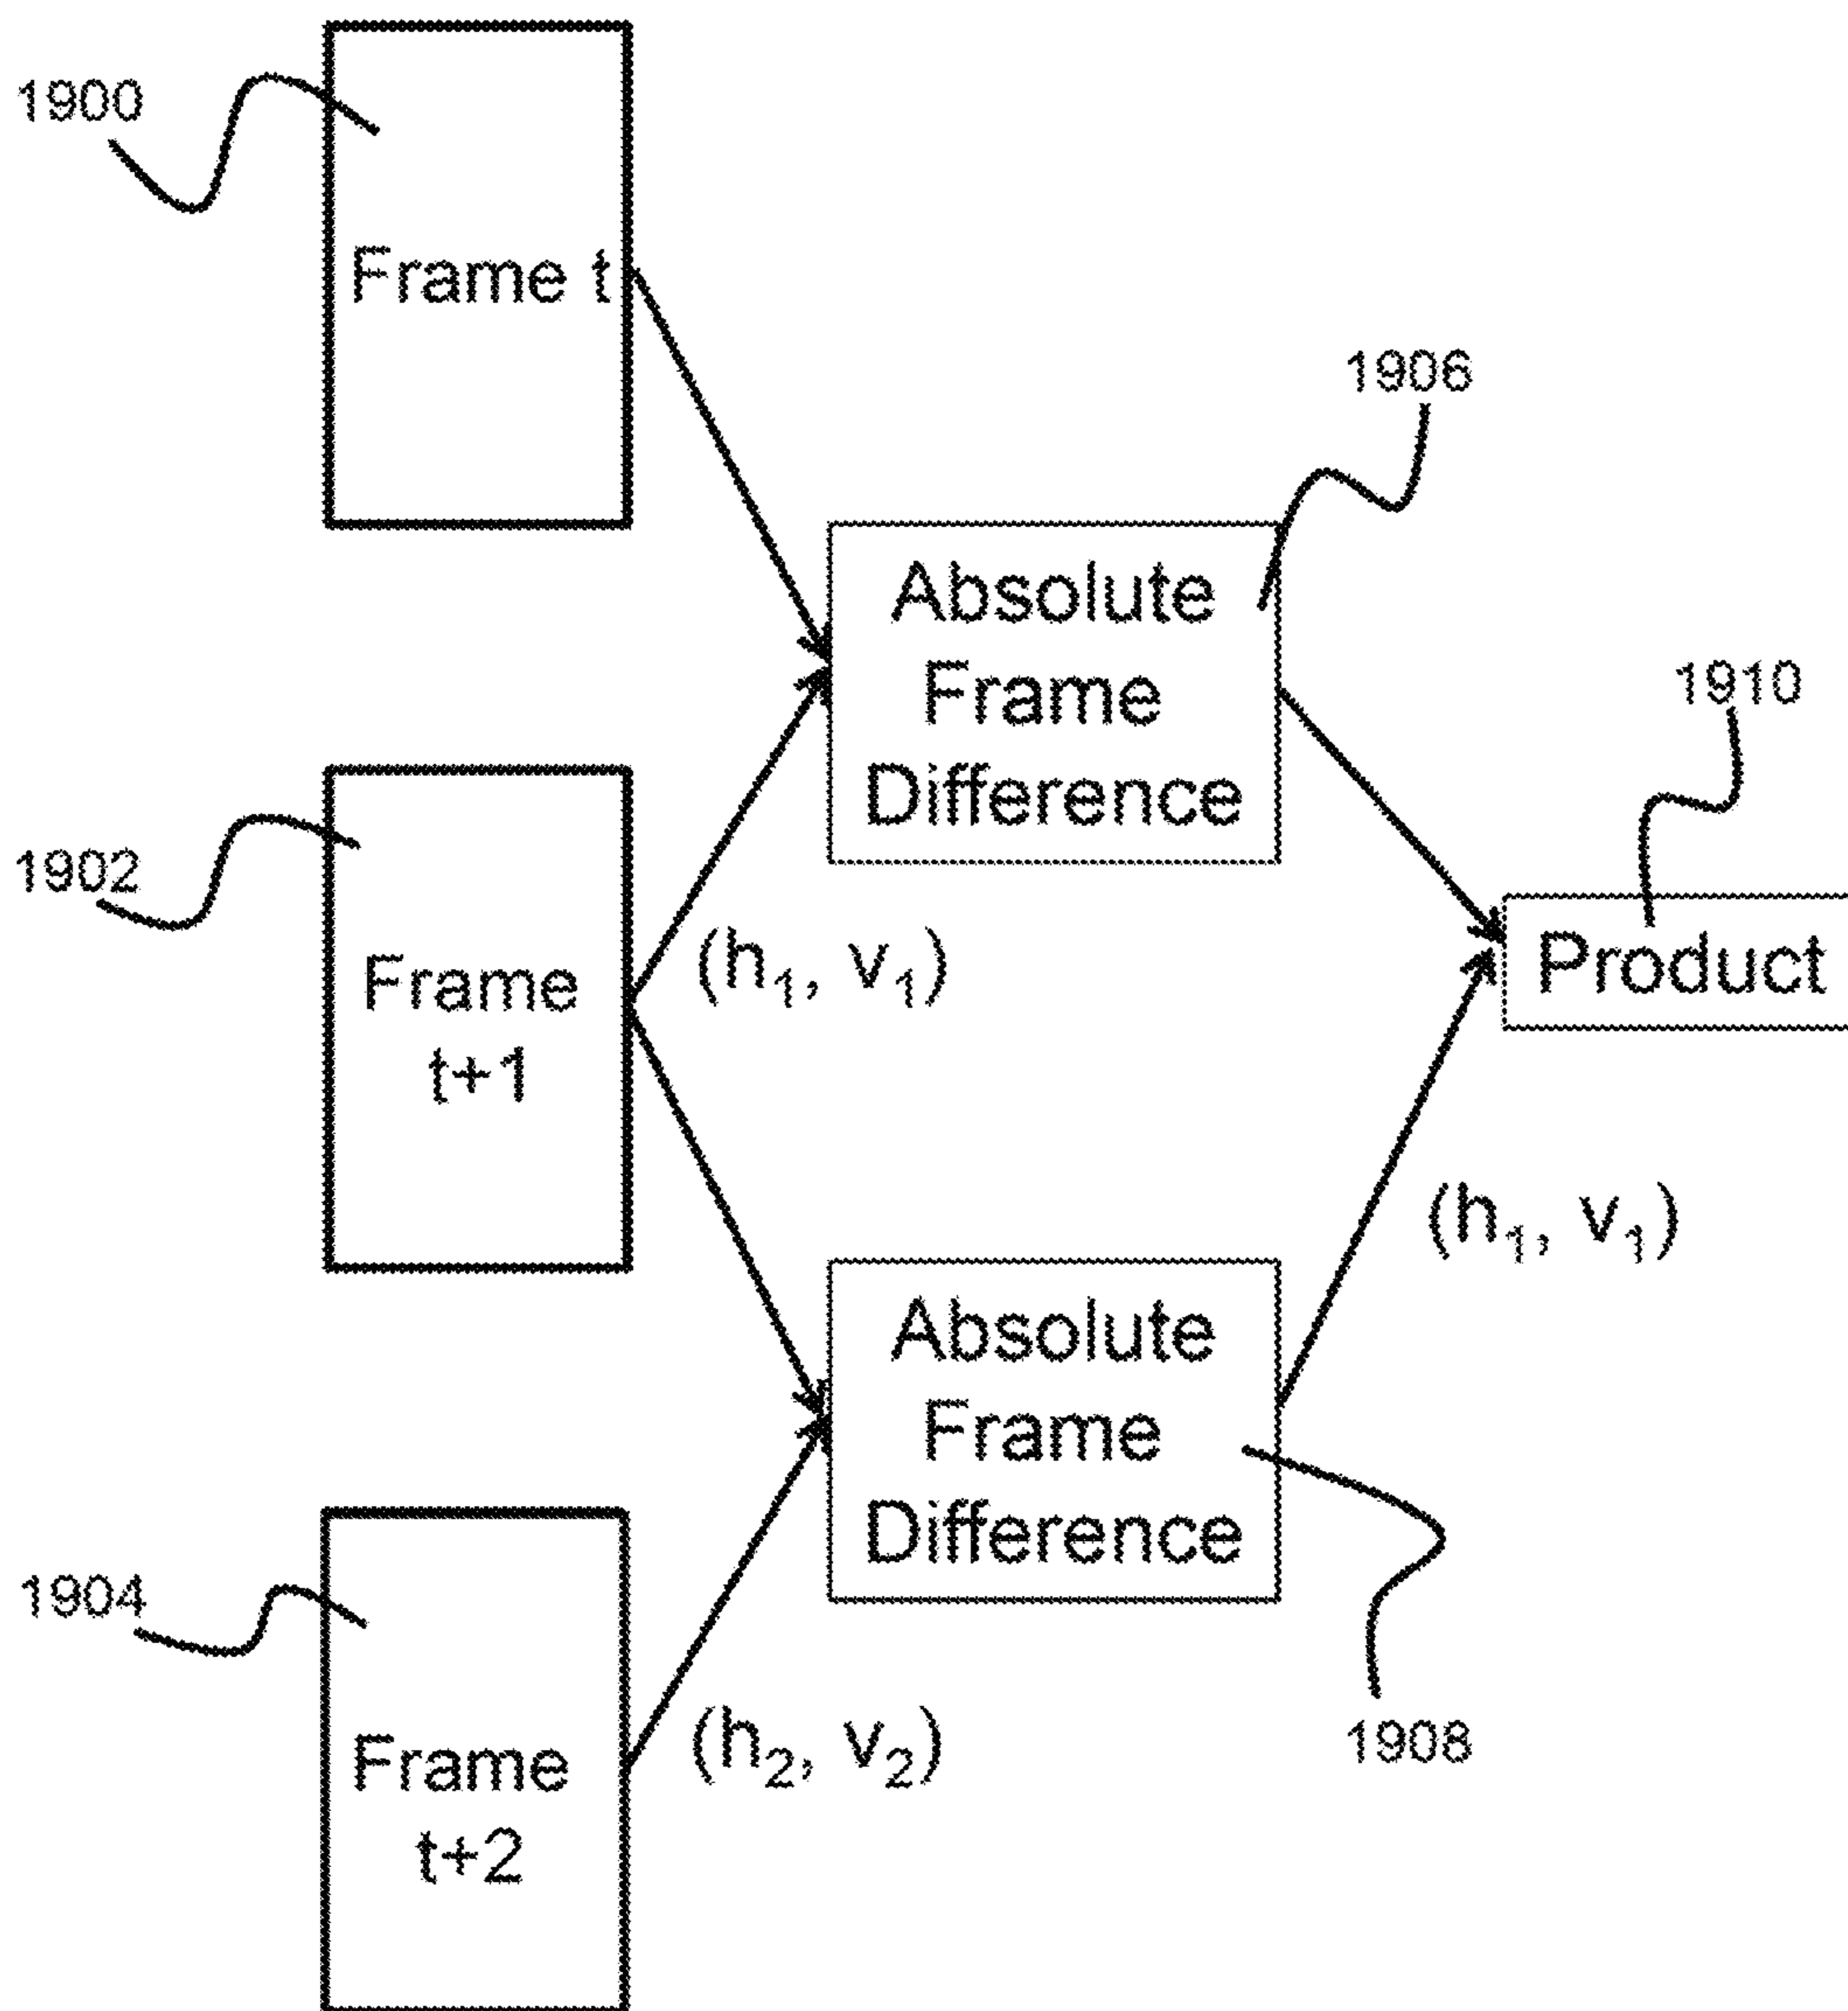 1900
Frame t
1906
Absolute
Frame
Difference
1910
Product
1902
Frame
t+1
(h₁, v₁)
(h₁, v₁)
Absolute
Frame
Difference
1908
1904
Frame
t+2
(h₂, v₂)